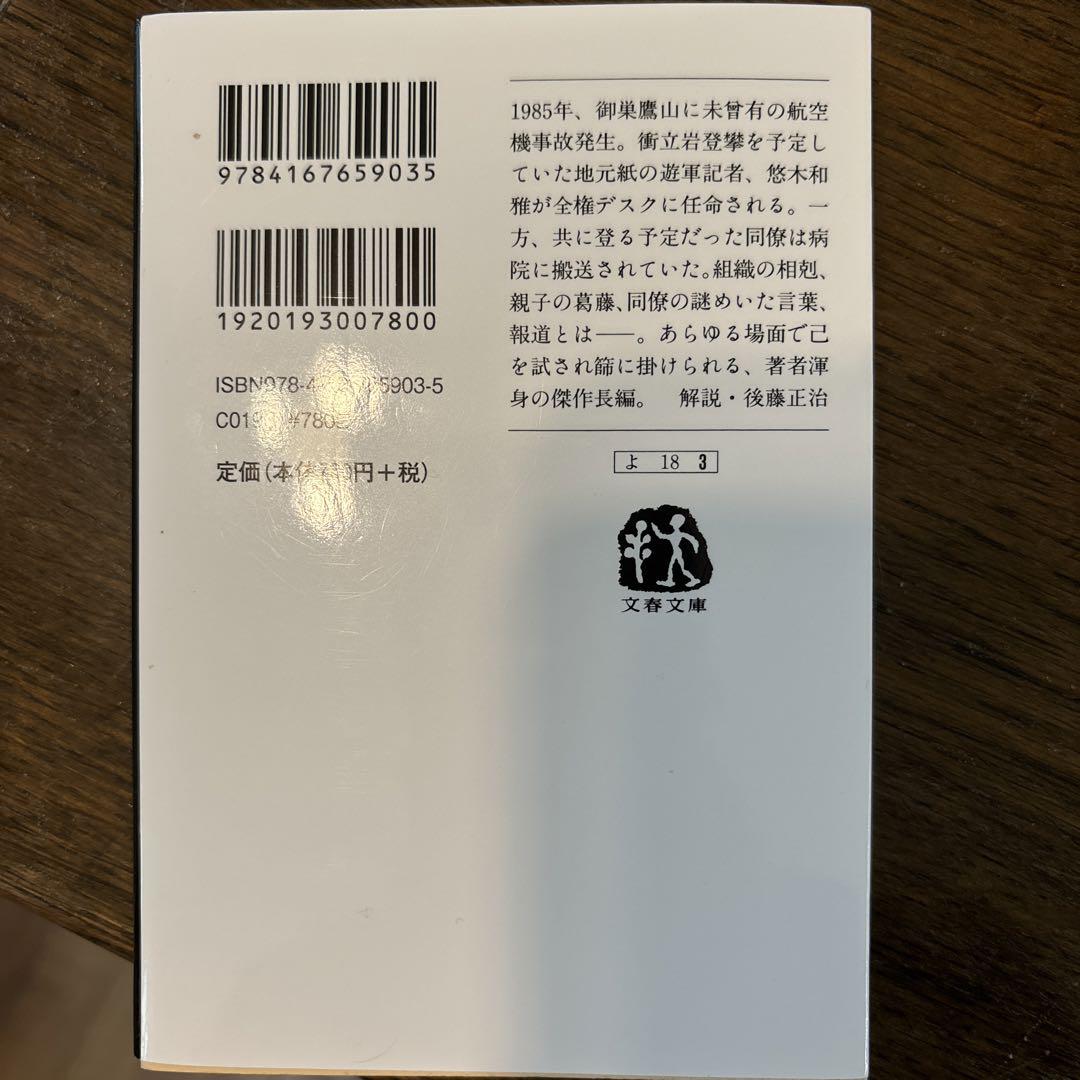 9784167659035
1920193007800
ISBN978-4 5903-5
C019 ¥780
定価(本体 円+税)
1985年、御巣鷹山に未曾有の航空
機事故発生。衝立岩登攀を予定し
ていた地元紙の遊軍記者、悠木和
雅が全権デスクに任命される。一
方、共に登る予定だった同僚は病
院に搬送されていた。組織の相剋、
親子の葛藤、同僚の謎めいた言葉、
報道とは――。あらゆる場面で己
を試され篩に掛けられる、著者渾
身の傑作長編。 解説・後藤正治
よ 18 3
文春文庫